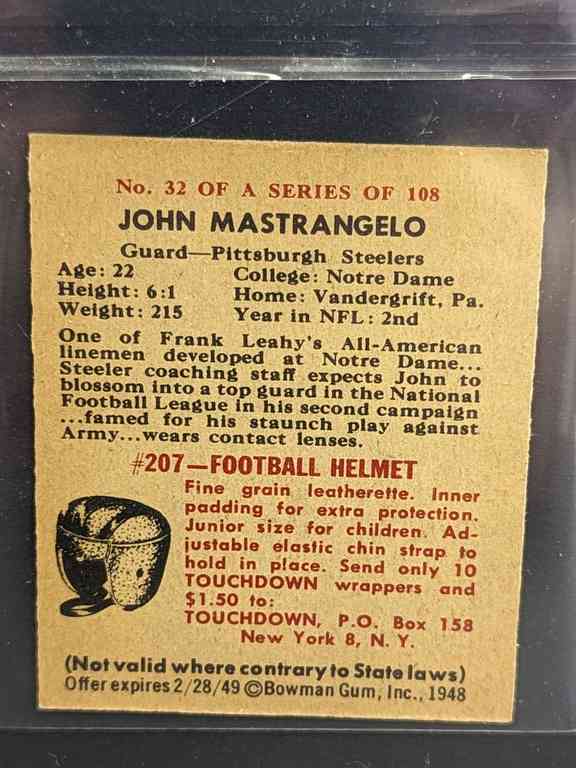 No. 32 OF A SERIES OF 108
JOHN MASTRANGELO
Guard—Pittsburgh Steelers
Age: 22 College: Notre Dame
Height: 6:1 Home: Vandergrift, Pa.
Weight: 215 Year in NFL: 2nd
One of Frank Leahy's All-American
linemen developed at Notre Dame...
Steeler coaching staff expects John to
blossom into a top guard in the National
Football League in his second campaign
...famed for his staunch play against
Army...wears contact lenses.
#207—FOOTBALL HELMET
Fine grain leatherette. Inner
padding for extra protection.
Junior size for children. Ad-
justable elastic chin strap to
hold in place. Send only 10
TOUCHDOWN wrappers and
$1.50 to:
TOUCHDOWN, P.O. Box 158
New York 8, N. Y.
(Not valid where contrary to State laws)
Offer expires 2/28/49 ©Bowman Gum, Inc., 1948